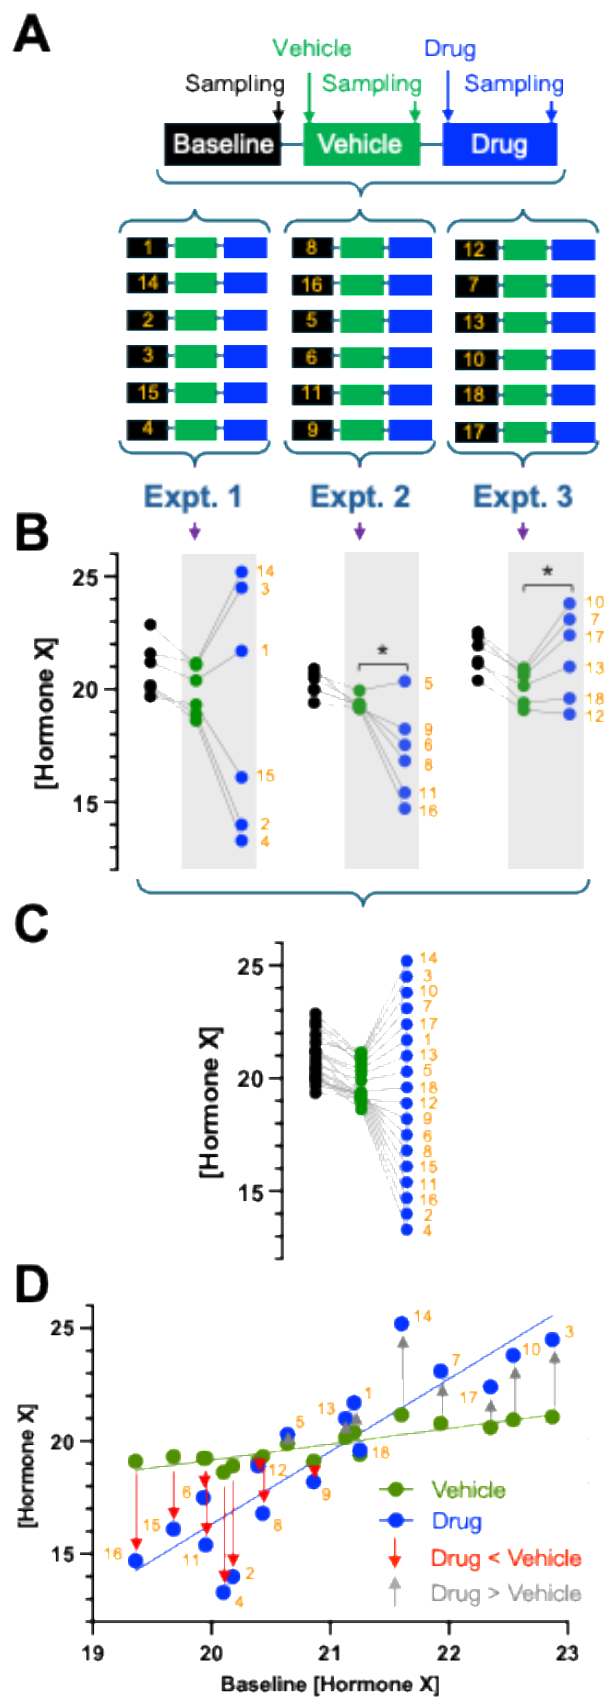 A
Vehicle Drug
Sampling Sampling Sampling
Baseline Vehicle Drug
1 8 12
14 16 7
2 5 13
3 6 10
15 11 18
4 9 17
Expt. 1 Expt. 2 Expt. 3
B
[Hormone X]
25
20
15
14
3
1
15
2
4
*
5
9
6
8
11
16
*
10
7
17
13
18
12
C
[Hormone X]
25
20
15
14
3
10
7
17
1
13
5
18
12
9
6
8
15
11
16
2
4
D
[Hormone X]
25
20
15
14
3
7
10
1
13
17
5
18
12
9
6
8
15
11
16
2
4
Vehicle
Drug
Drug < Vehicle
Drug > Vehicle
19 20 21 22 23
Baseline [Hormone X]